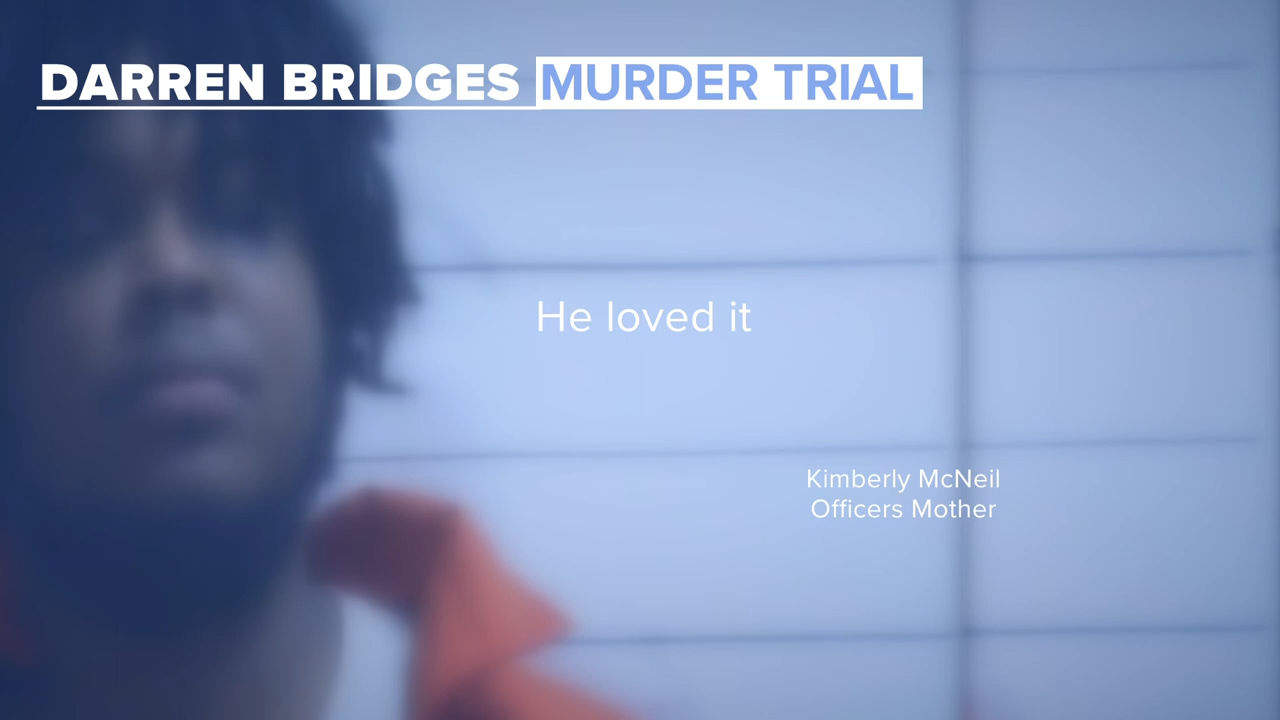 DARREN BRIDGES MURDER TRIAL
He loved it
Kimberly McNeil
Officers Mother